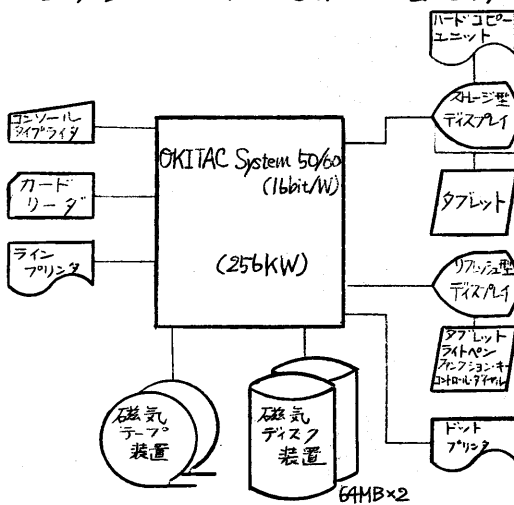 ハードコピー
ユニット
コンソール
タイプライタ
カード
リーダ
ライン
プリンタ
OKITAC System 50/60
(16bit/W)
(256KW)
ストレージ型
ディスプレイ
タブレット
リフレッシュ型
ディスプレイ
タブレット
ライトペン
ファンクション・キー
コントロール・ダイヤル
ドット
プリンタ
磁気
テープ
装置
磁気
ディスク
装置
64MB×2